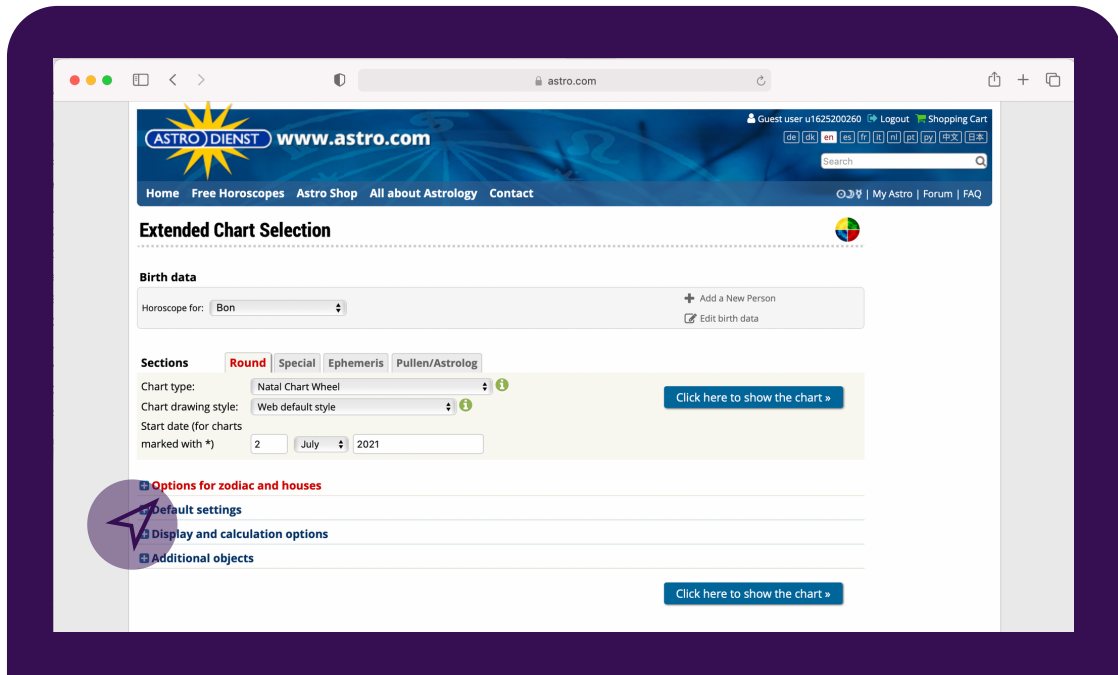 astro.com
Guest user u1625200260 Logout Shopping Cart
ASTRO DIENST www.astro.com
de dk en es fr it nl pt py 中文 日本
Search
Home Free Horoscopes Astro Shop All about Astrology Contact
My Astro | Forum | FAQ
Extended Chart Selection
Birth data
Horoscope for: Bon
Add a New Person
Edit birth data
Sections Round Special Ephemeris Pullen/Astrolog
Chart type: Natal Chart Wheel
Click here to show the chart »
Chart drawing style: Web default style
Start date (for charts
marked with *) 2 July 2021
Options for zodiac and houses
Default settings
Display and calculation options
Additional objects
Click here to show the chart »